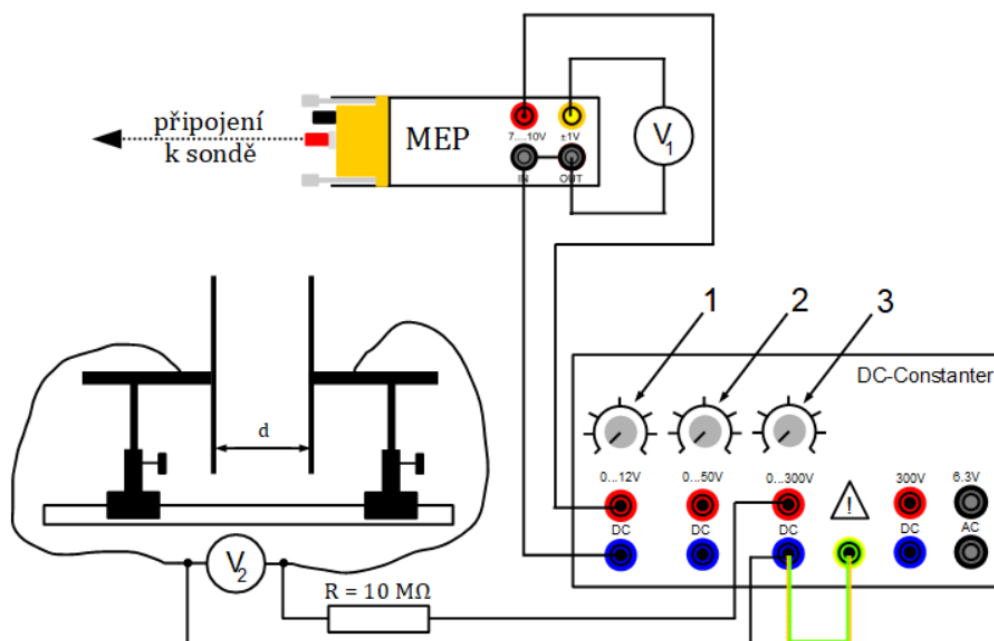 připojení
k sondě
MEP
7....10V
±1V
IN
OUT
V1
1
2
3
DC-Constanter
d
0...12V
0...50V
0...300V
!
300V
6.3V
DC
DC
DC
DC
AC
V2
R = 10 MΩ